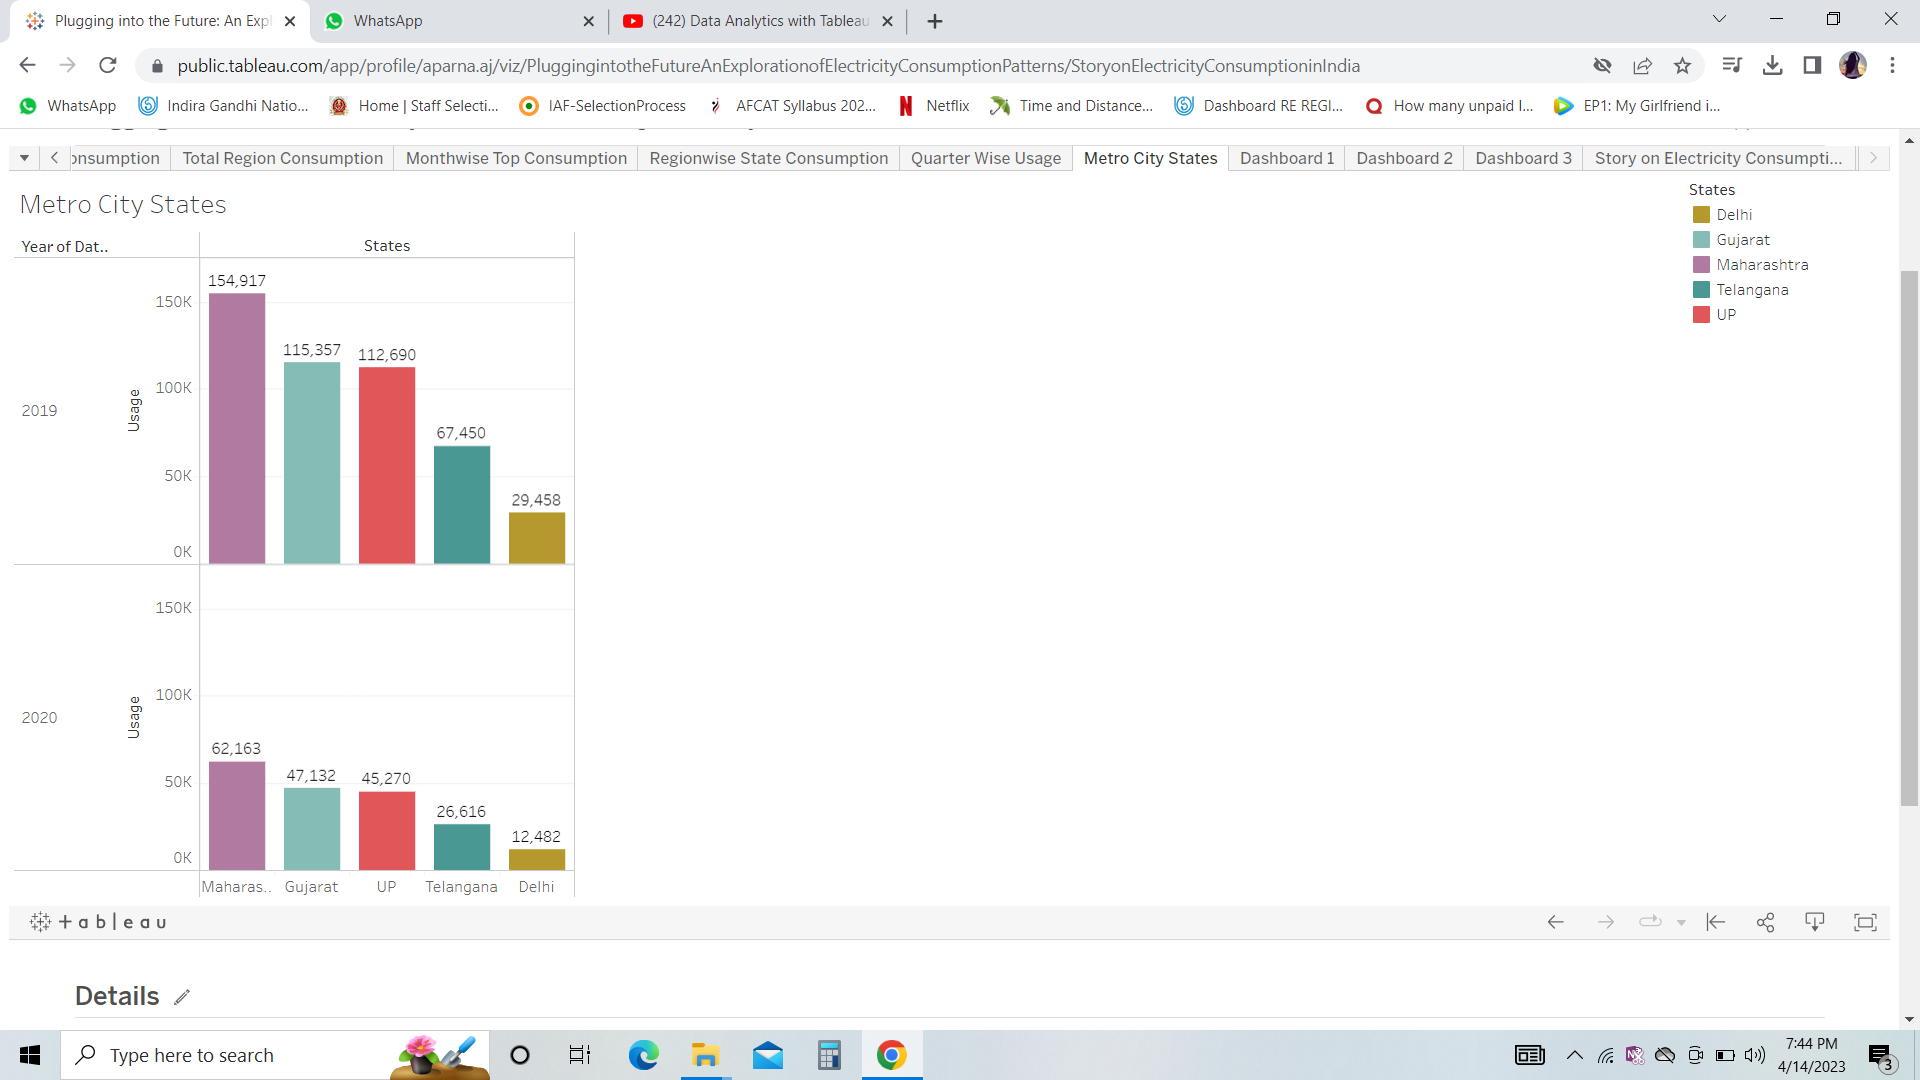 Plugging into the Future: An Expl
WhatsApp
(242) Data Analytics with Tableau
public.tableau.com/app/profile/aparna.aj/viz/PluggingintotheFutureAnExplorationofElectricityConsumptionPatterns/StoryonElectricityConsumptioninIndia
WhatsApp
Indira Gandhi Natio...
Home | Staff Selecti...
IAF-SelectionProcess
AFCAT Syllabus 202...
Netflix
Time and Distance...
Dashboard RE REGI...
How many unpaid I...
EP1: My Girlfriend i...
onsumption
Total Region Consumption
Monthwise Top Consumption
Regionwise State Consumption
Quarter Wise Usage
Metro City States
Dashboard 1
Dashboard 2
Dashboard 3
Story on Electricity Consumpti...
Metro City States
States
Delhi
Gujarat
Maharashtra
Telangana
UP
Year of Dat..
States
2019
Usage
150K
100K
50K
0K
154,917
115,357
112,690
67,450
29,458
2020
Usage
150K
100K
50K
0K
62,163
47,132
45,270
26,616
12,482
Maharas..
Gujarat
UP
Telangana
Delhi
+ a b | e a u
Details
Type here to search
7:44 PM
4/14/2023
3